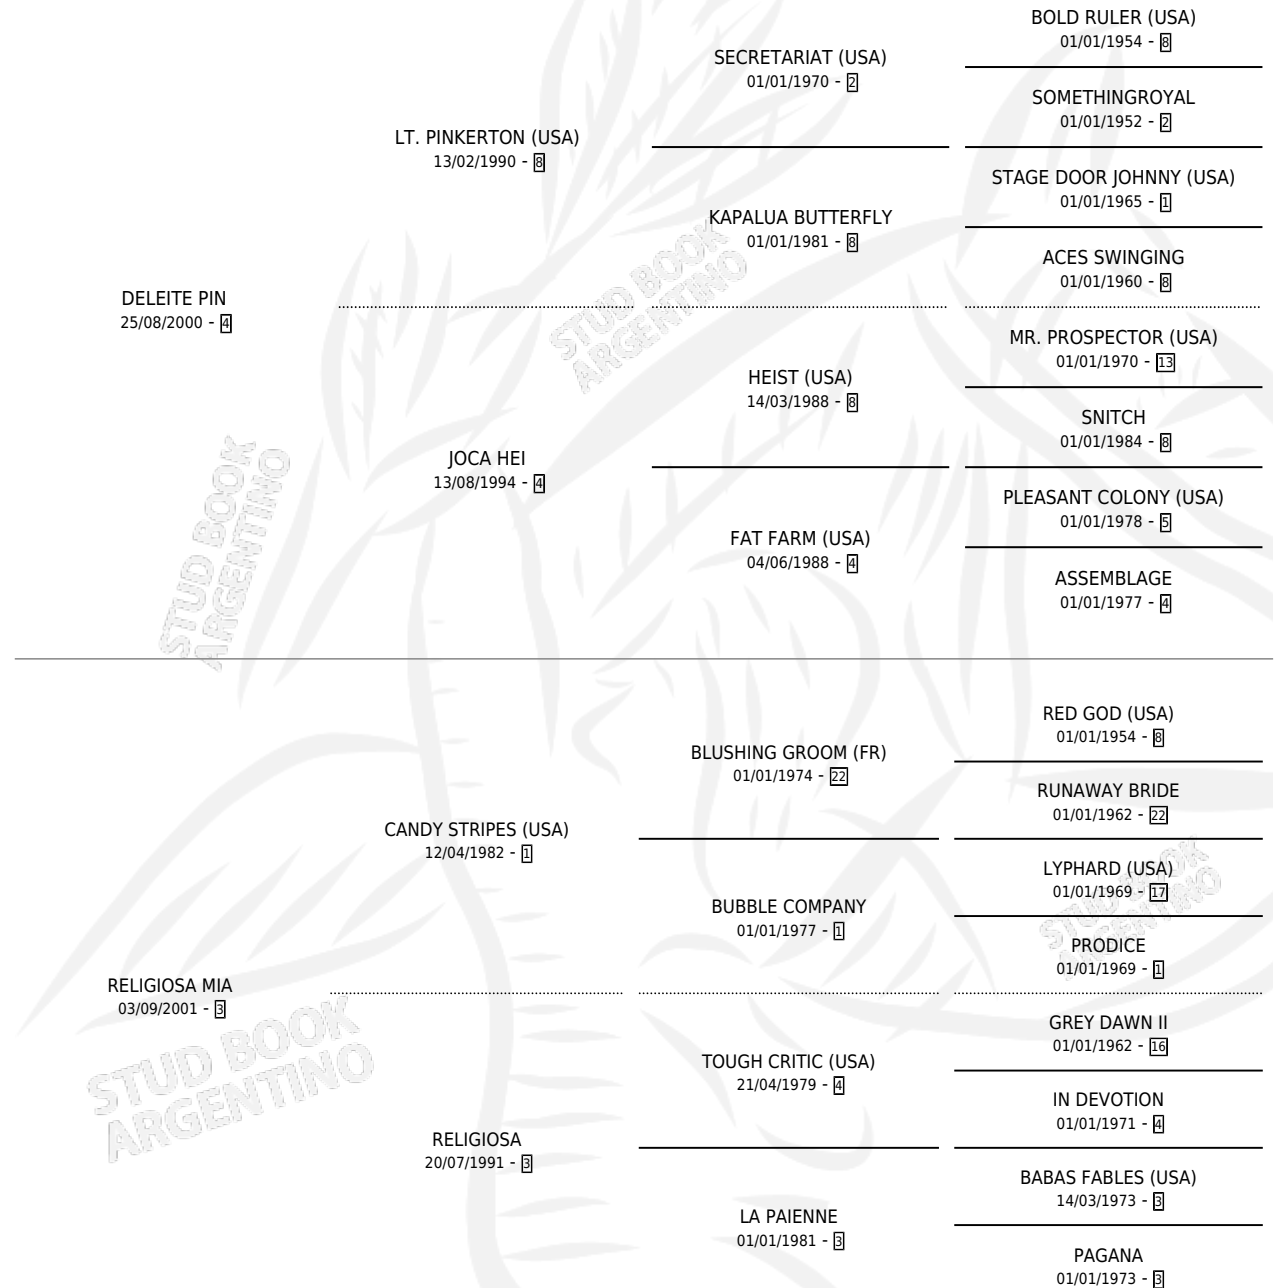 BOLD RULER (USA)
01/01/1954 - 8
SECRETARIAT (USA)
01/01/1970 - 2
SOMETHINGROYAL
01/01/1952 - 2
LT. PINKERTON (USA)
13/02/1990 - 8
STAGE DOOR JOHNNY (USA)
01/01/1965 - 1
KAPALUA BUTTERFLY
01/01/1981 - 8
ACES SWINGING
01/01/1960 - 8
DELEITE PIN
25/08/2000 - 4
STUD BOOK
ARGENTINO
MR. PROSPECTOR (USA)
01/01/1970 - 13
HEIST (USA)
14/03/1988 - 8
SNITCH
01/01/1984 - 8
JOCA HEI
13/08/1994 - 4
STUD BOOK
ARGENTINO
PLEASANT COLONY (USA)
01/01/1978 - 5
FAT FARM (USA)
04/06/1988 - 4
ASSEMBLAGE
01/01/1977 - 4
RED GOD (USA)
01/01/1954 - 8
BLUSHING GROOM (FR)
01/01/1974 - 22
RUNAWAY BRIDE
01/01/1962 - 22
CANDY STRIPES (USA)
12/04/1982 - 1
LYPHARD (USA)
01/01/1969 - 17
STUD BOOK
ARGENTINO
BUBBLE COMPANY
01/01/1977 - 1
PRODICE
01/01/1969 - 1
RELIGIOSA MIA
03/09/2001 - 3
STUD BOOK
ARGENTINO
GREY DAWN II
01/01/1962 - 16
TOUGH CRITIC (USA)
21/04/1979 - 4
IN DEVOTION
01/01/1971 - 4
RELIGIOSA
20/07/1991 - 3
BABAS FABLES (USA)
14/03/1973 - 3
LA PAIENNE
01/01/1981 - 3
PAGANA
01/01/1973 - 3